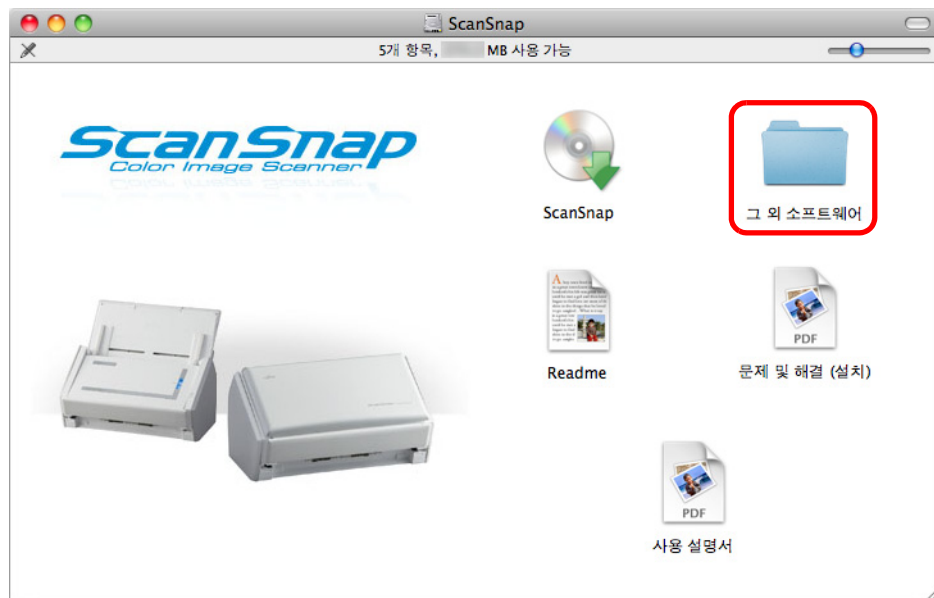 ScanSnap
5개 항목, MB 사용 가능
ScanSnap
Color Image Scanner
ScanSnap
그 외 소프트웨어
Readme
PDF
문제 및 해결 (설치)
PDF
사용 설명서